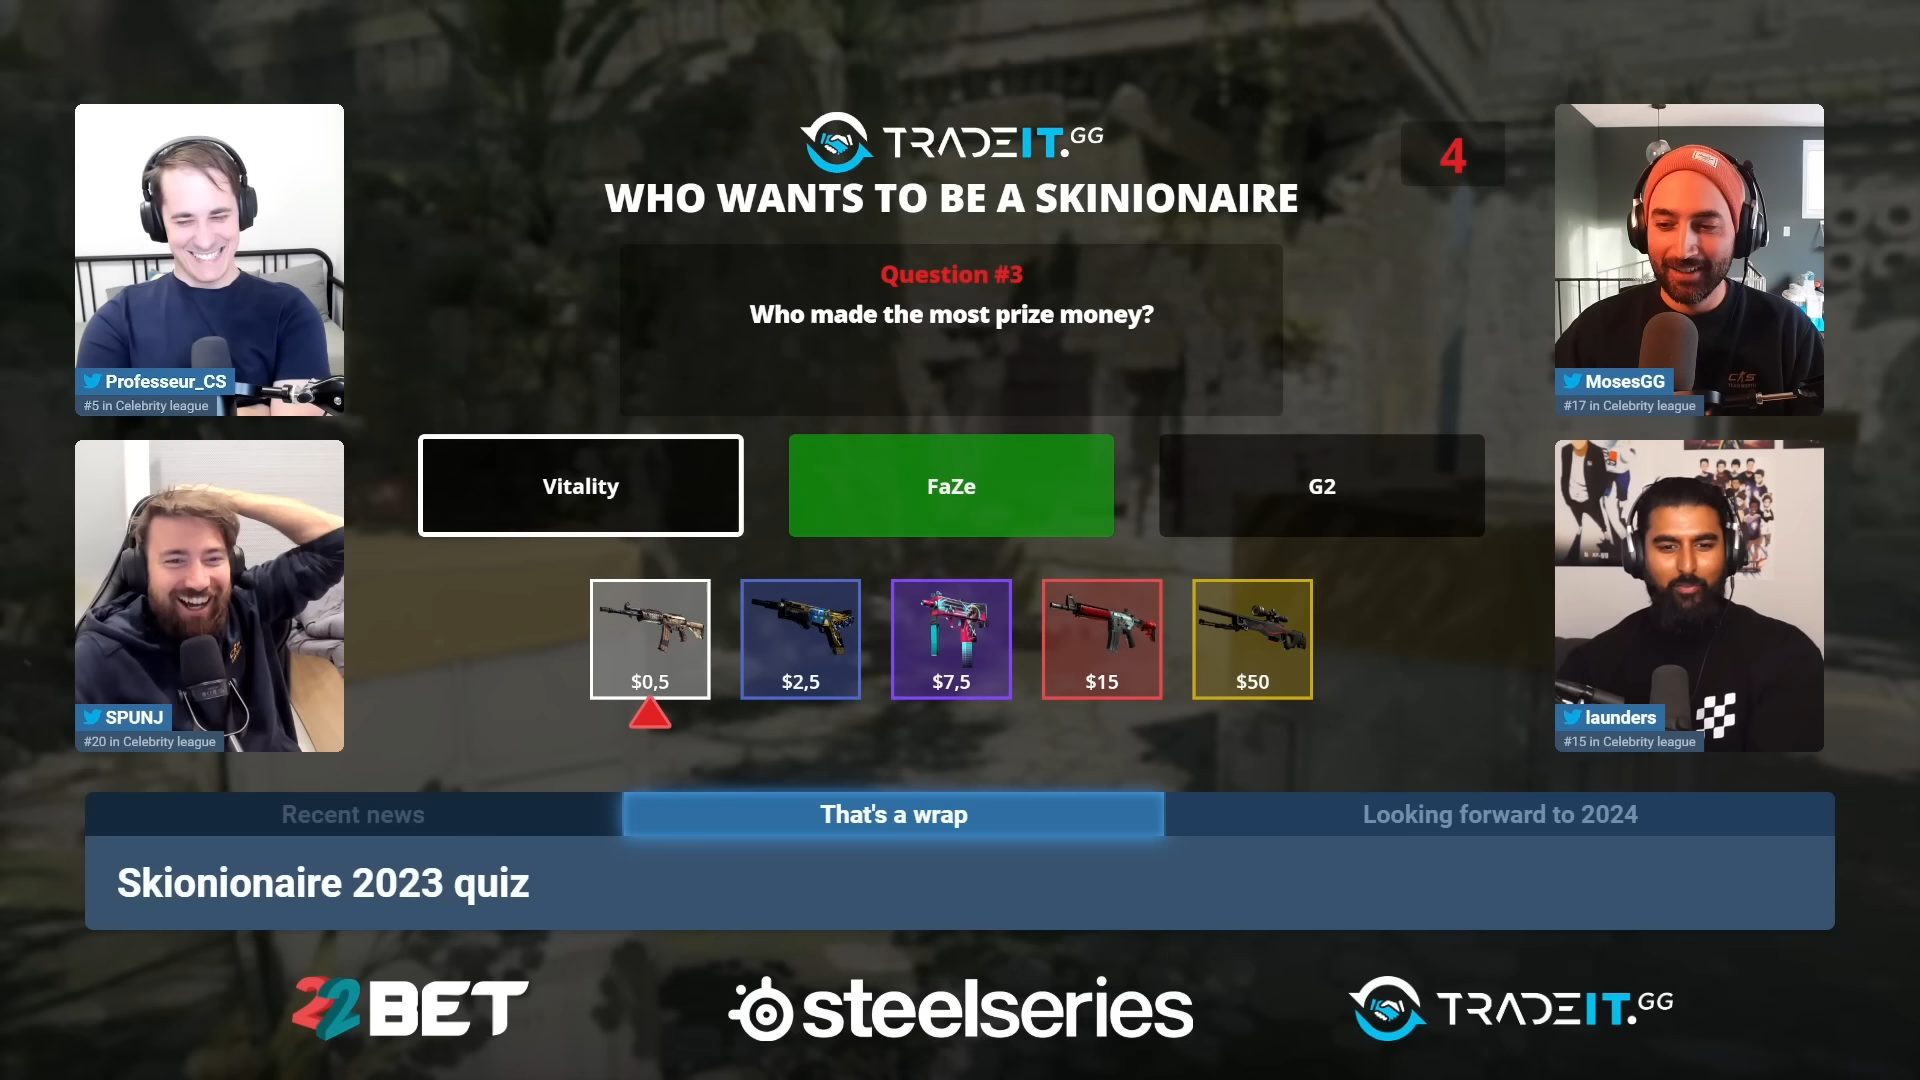 TRADEIT.GG
WHO WANTS TO BE A SKINIONAIRE
4
Question #3
Who made the most prize money?
Vitality
FaZe
G2
$0,5
$2,5
$7,5
$15
$50
Professeur_CS
#5 in Celebrity league
MosesGG
#17 in Celebrity league
SPUNJ
#20 in Celebrity league
launders
#15 in Celebrity league
Recent news
That's a wrap
Looking forward to 2024
Skionionaire 2023 quiz
22BET
steelseries
TRADEIT.GG